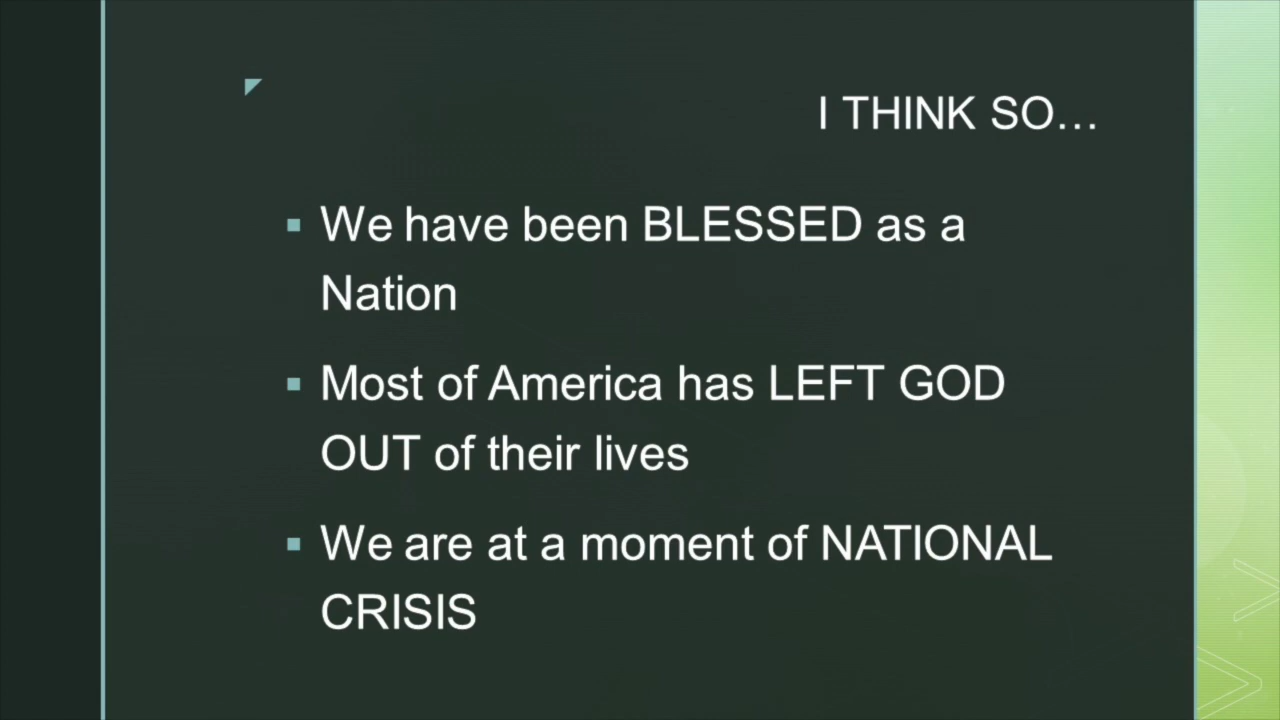 I THINK SO…
We have been BLESSED as a
Nation
Most of America has LEFT GOD
OUT of their lives
We are at a moment of NATIONAL
CRISIS